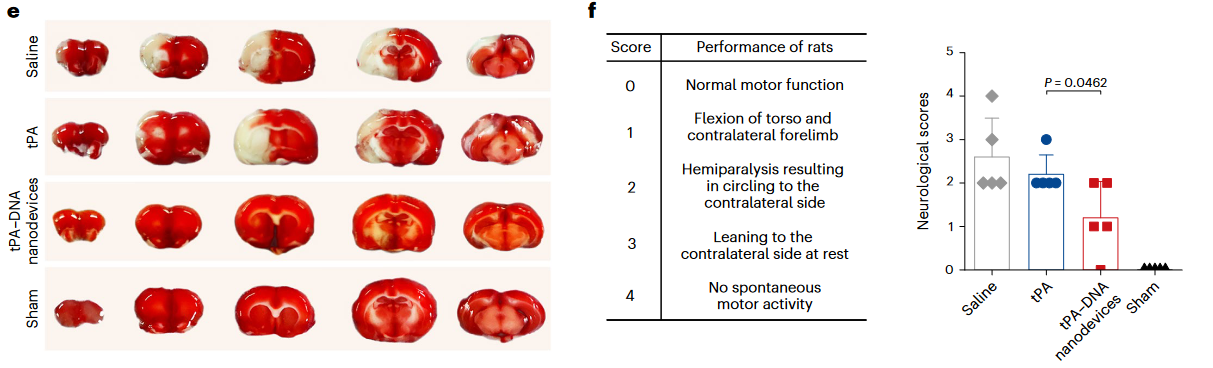 e
Saline
tPA
tPA–DNA
nanodevices
Sham
f
Score
Performance of rats
0
Normal motor function
1
Flexion of torso and
contralateral forelimb
2
Hemiparalysis resulting
in circling to the
contralateral side
3
Leaning to the
contralateral side at rest
4
No spontaneous
motor activity
Neurological scores
5
4
3
2
1
0
P = 0.0462
Saline
tPA
tPA–DNA
nanodevices
Sham